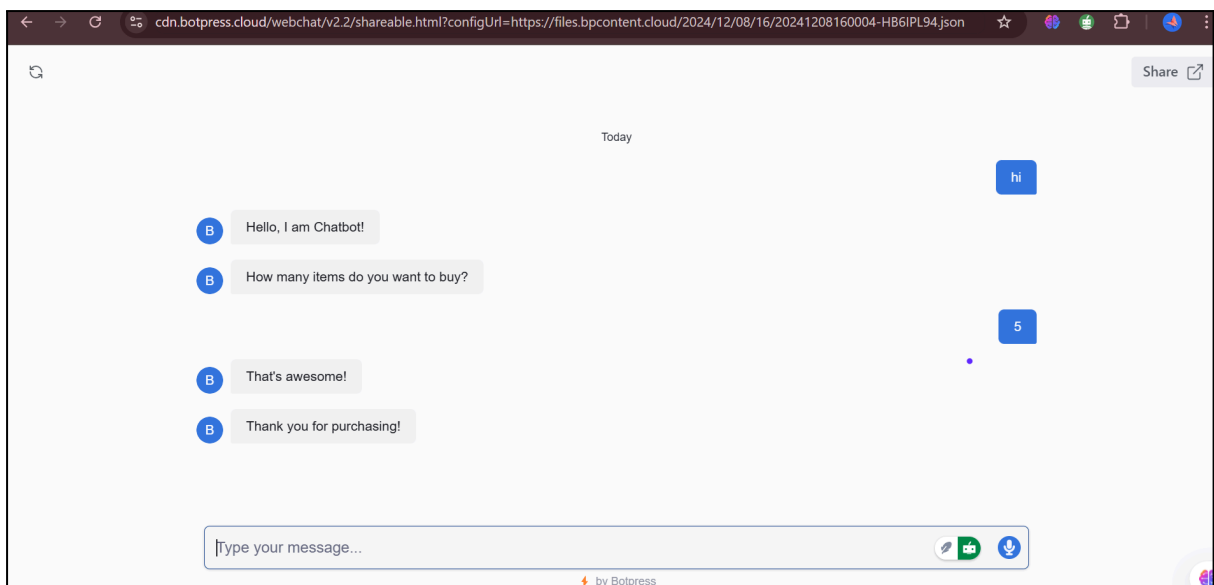 cdn.botpress.cloud/webchat/v2.2/shareable.html?configUrl=https://files.bpcontent.cloud/2024/12/08/16/20241208160004-HB6IPL94.json
Share
Today
hi
B Hello, I am Chatbot!
B How many items do you want to buy?
5
B That's awesome!
B Thank you for purchasing!
Type your message...
by Botpress